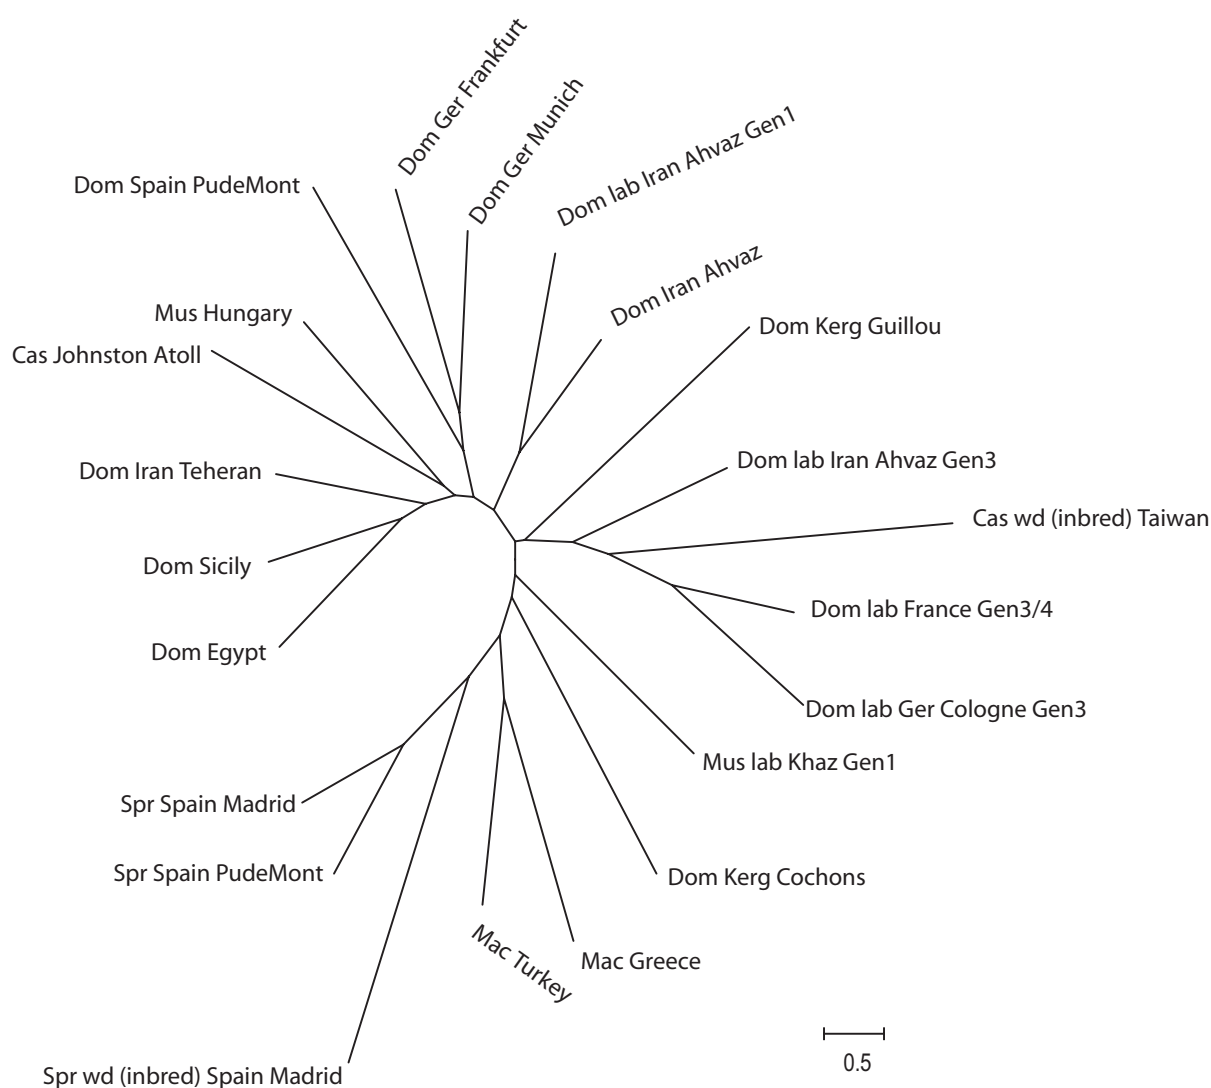 Dom Ger Frankfurt
Dom Ger Munich
Dom lab Iran Ahvaz Gen1
Dom Spain PudeMont
Dom Iran Ahvaz
Mus Hungary
Dom Kerg Guillou
Cas Johnston Atoll
Dom lab Iran Ahvaz Gen3
Dom Iran Teheran
Cas wd (inbred) Taiwan
Dom Sicily
Dom lab France Gen3/4
Dom Egypt
Dom lab Ger Cologne Gen3
Mus lab Khaz Gen1
Spr Spain Madrid
Spr Spain PudeMont
Dom Kerg Cochons
Mac Turkey
Mac Greece
0.5
Spr wd (inbred) Spain Madrid